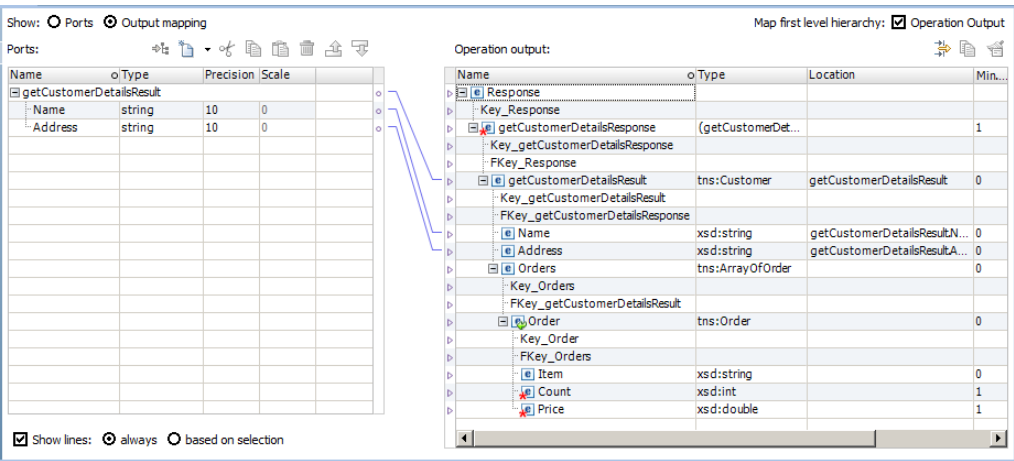 Show: Ports Output mapping Map first level hierarchy: Operation Output
Ports: Operation output:
Name Type Precision Scale
getCustomerDetailsResult
Name string 10 0
Address string 10 0
Name Type Location Min...
e Response
Key_Response
e getCustomerDetailsResponse (getCustomerDet... 1
Key_getCustomerDetailsResponse
FKey_Response
e getCustomerDetailsResult tns:Customer getCustomerDetailsResult 0
Key_getCustomerDetailsResult
FKey_getCustomerDetailsResponse
e Name xsd:string getCustomerDetailsResult.N... 0
e Address xsd:string getCustomerDetailsResult.A... 0
e Orders tns:ArrayOfOrder 0
Key_Orders
FKey_getCustomerDetailsResult
e Order tns:Order 0
Key_Order
FKey_Orders
e Item xsd:string 0
e Count xsd:int 1
e Price xsd:double 1
Show lines: always based on selection